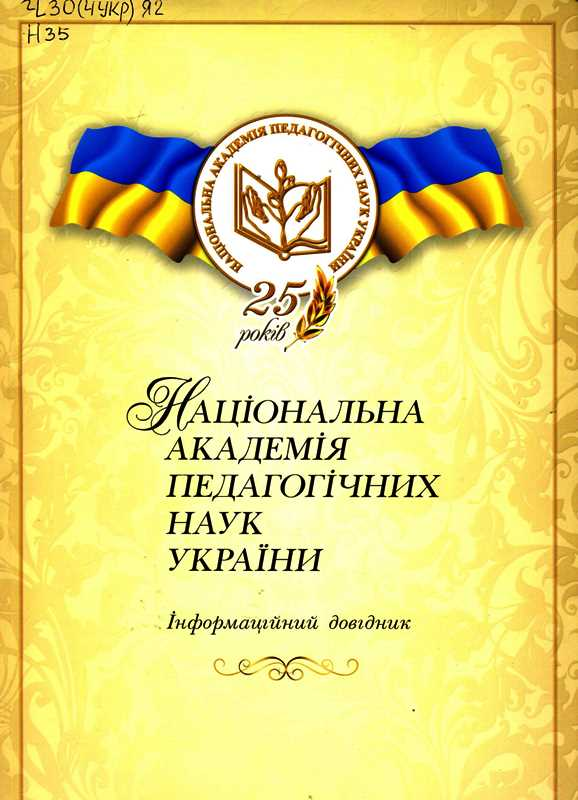 Ч30(4УКР)Я2
Н35
НАЦІОНАЛЬНА АКАДЕМІЯ ПЕДАГОГІЧНИХ НАУК УКРАЇНИ
25
років
НАЦІОНАЛЬНА
АКАДЕМІЯ
ПЕДАГОГІЧНИХ
НАУК
УКРАЇНИ
Інформаційний довідник